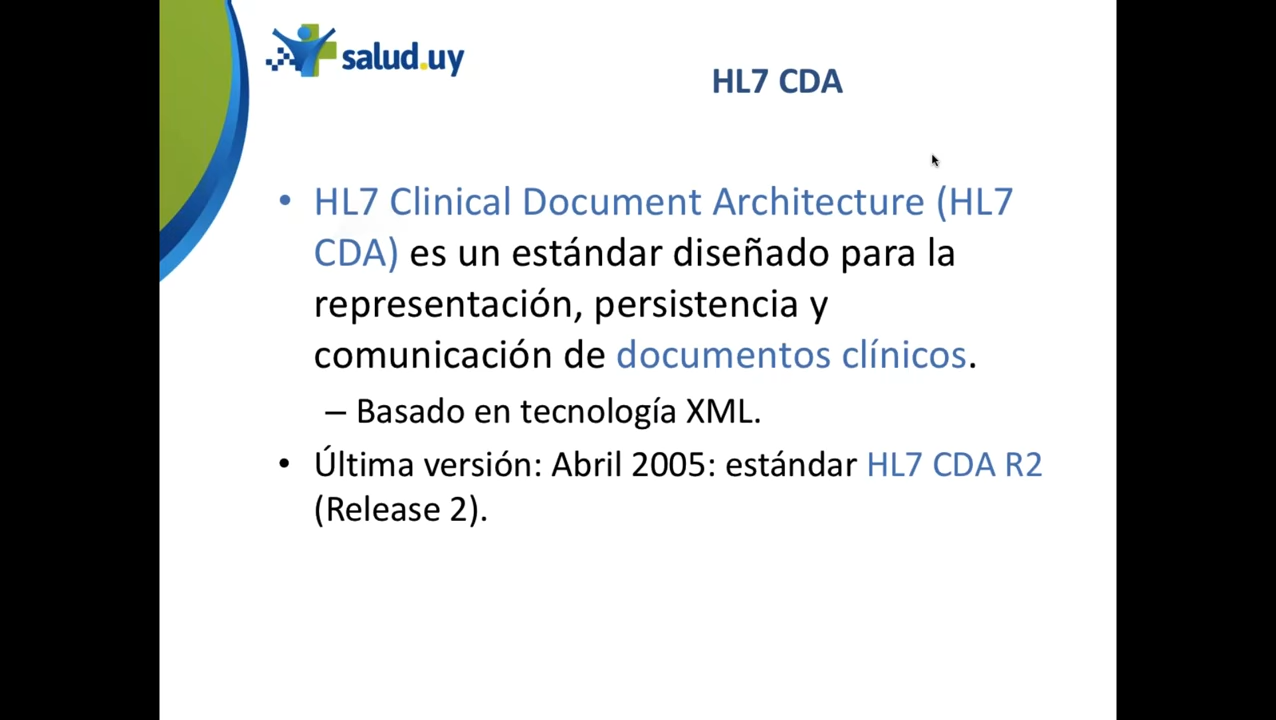 salud.uy
HL7 CDA
• HL7 Clinical Document Architecture (HL7
CDA) es un estándar diseñado para la
representación, persistencia y
comunicación de documentos clínicos.
– Basado en tecnología XML.
• Última versión: Abril 2005: estándar HL7 CDA R2
(Release 2).